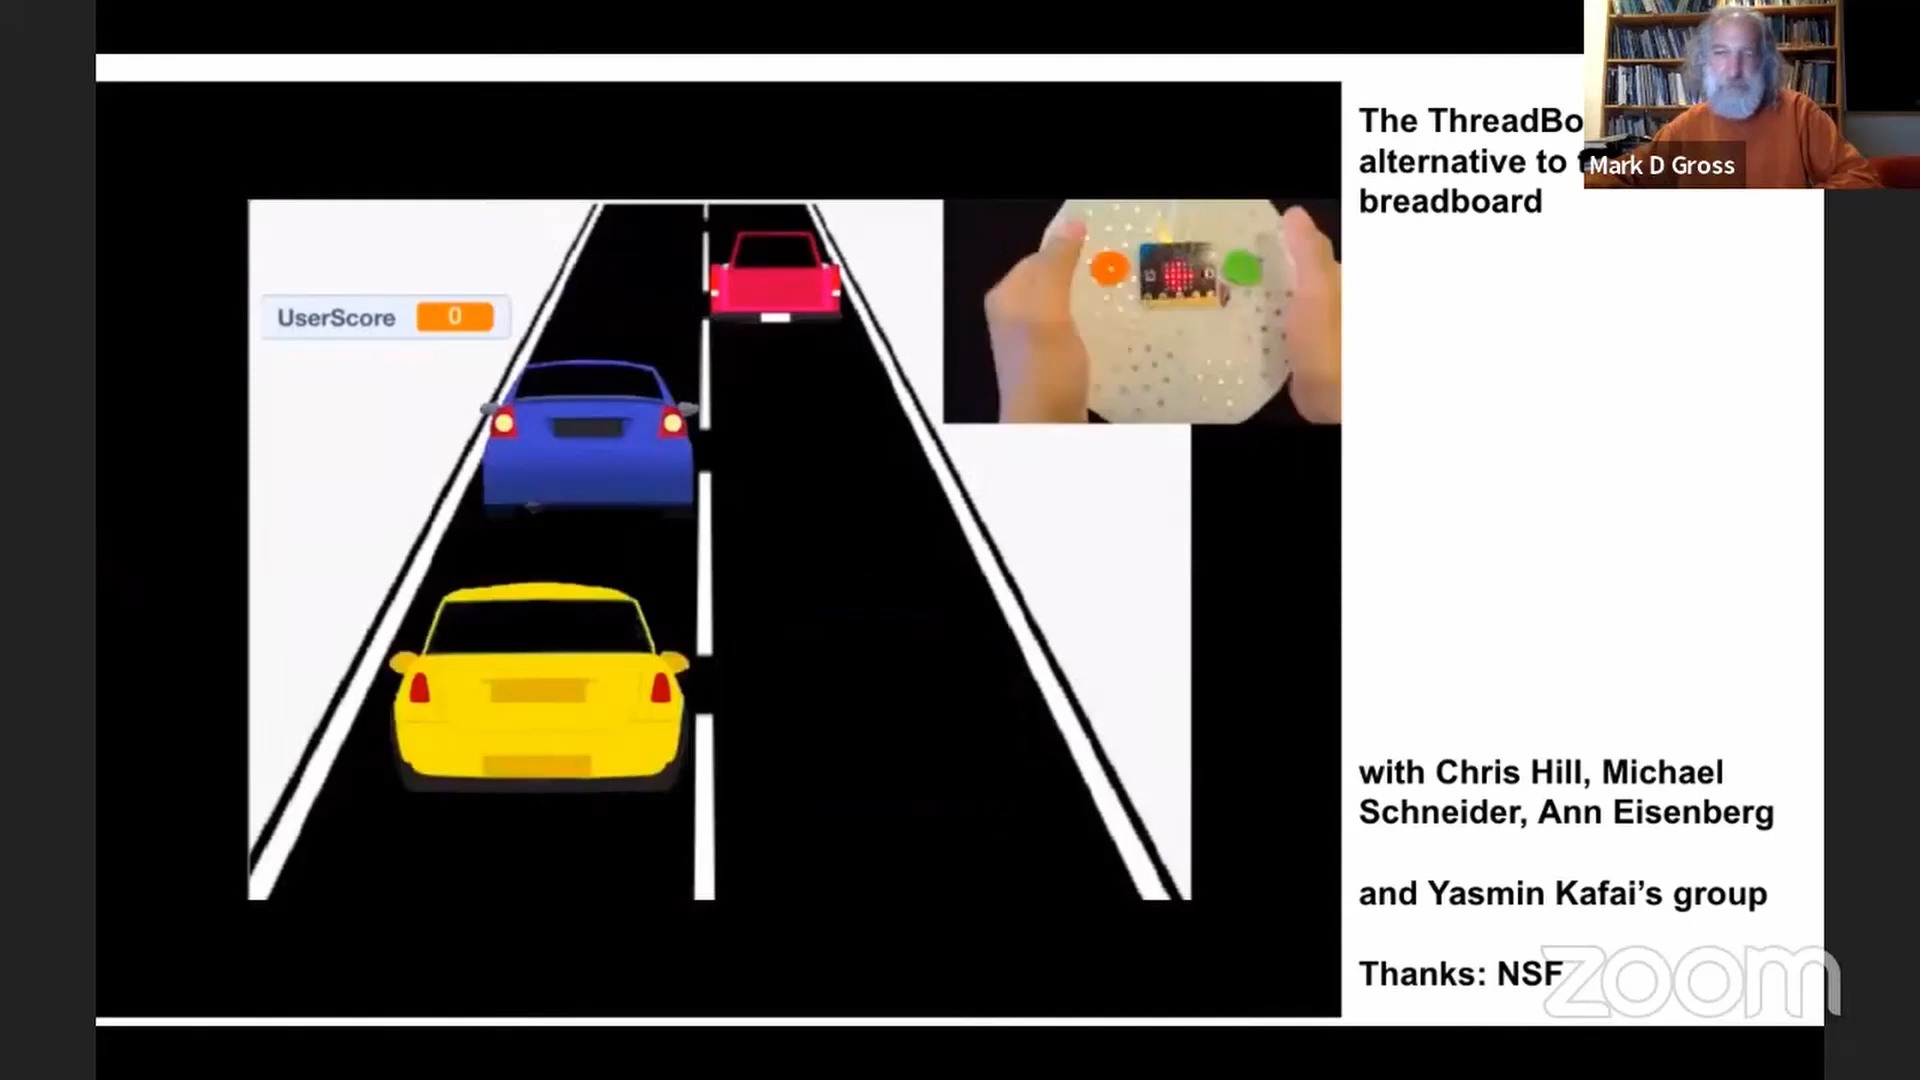 The ThreadBo
alternative to
breadboard
Mark D Gross
UserScore 0
with Chris Hill, Michael
Schneider, Ann Eisenberg
and Yasmin Kafai’s group
Thanks: NSF
zoom